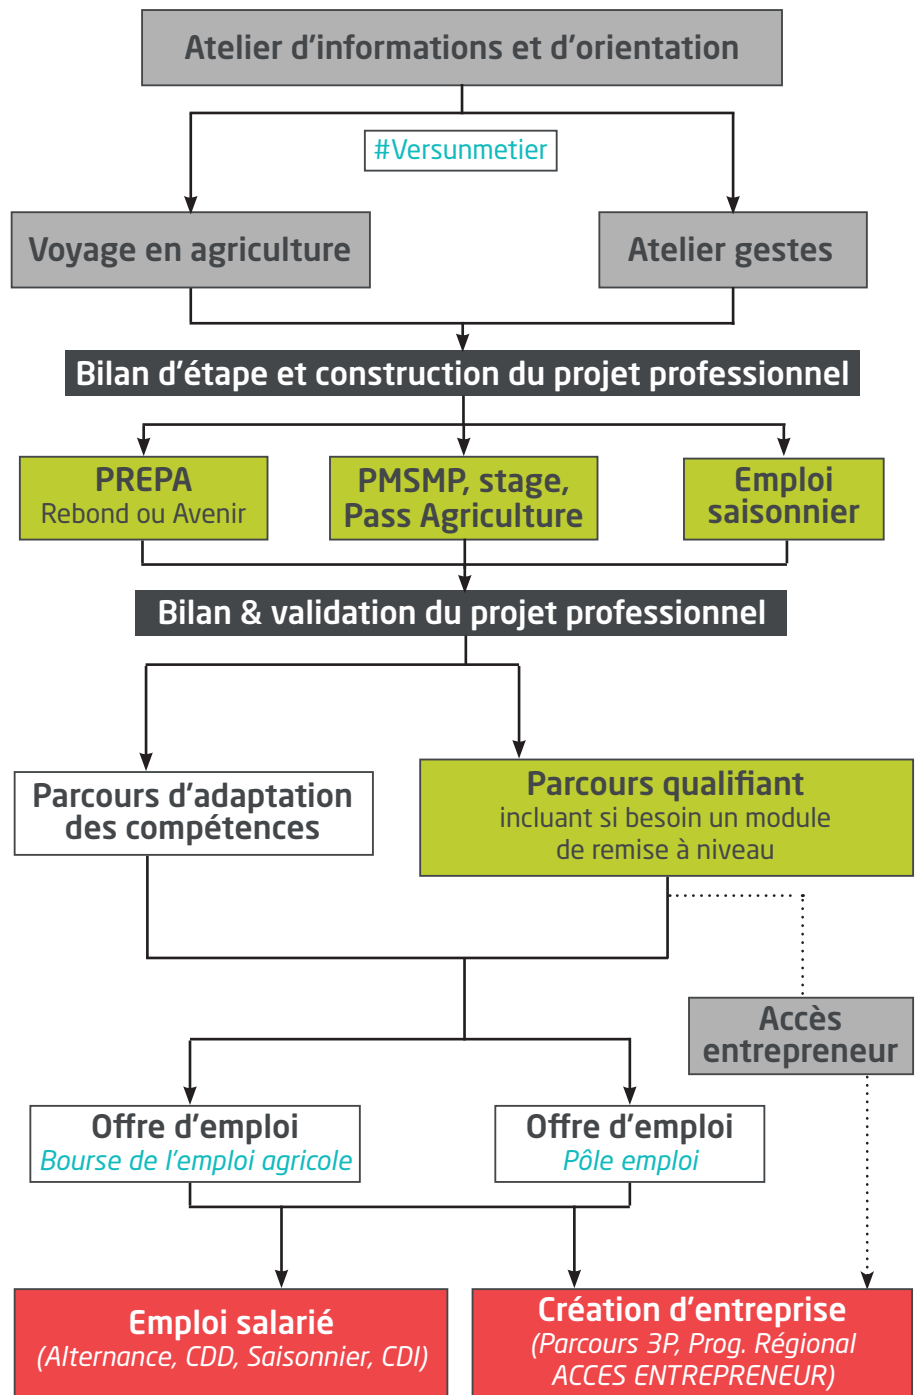 Atelier d'informations et d'orientation
#Versunmetier
Voyage en agriculture
Atelier gestes
Bilan d'étape et construction du projet professionnel
PREPA
Rebond ou Avenir
PMSMP, stage,
Pass Agriculture
Emploi
saisonnier
Bilan & validation du projet professionnel
Parcours d'adaptation
des compétences
Parcours qualifiant
incluant si besoin un module
de remise à niveau
Accès
entrepreneur
Offre d'emploi
Bourse de l'emploi agricole
Offre d'emploi
Pôle emploi
Emploi salarié
(Alternance, CDD, Saisonnier, CDI)
Création d'entreprise
(Parcours 3P, Prog. Régional
ACCES ENTREPRENEUR)